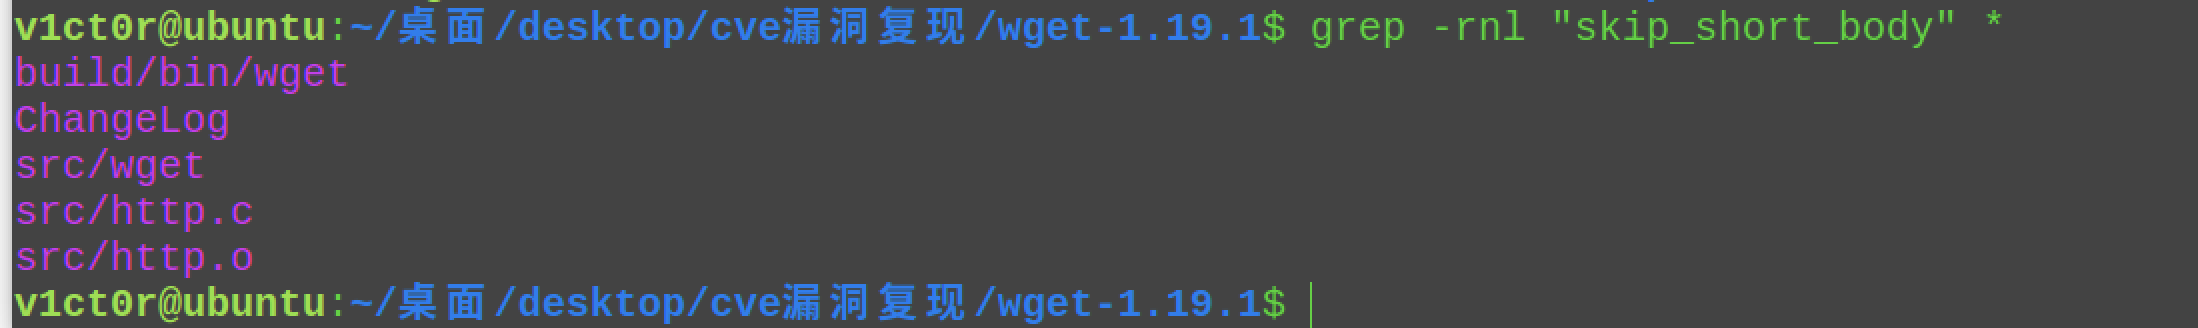 v1ct0r@ubuntu:~/桌面/desktop/cve漏洞复现/wget-1.19.1$ grep -rnl "skip_short_body" *
build/bin/wget
ChangeLog
src/wget
src/http.c
src/http.o
v1ct0r@ubuntu:~/桌面/desktop/cve漏洞复现/wget-1.19.1$